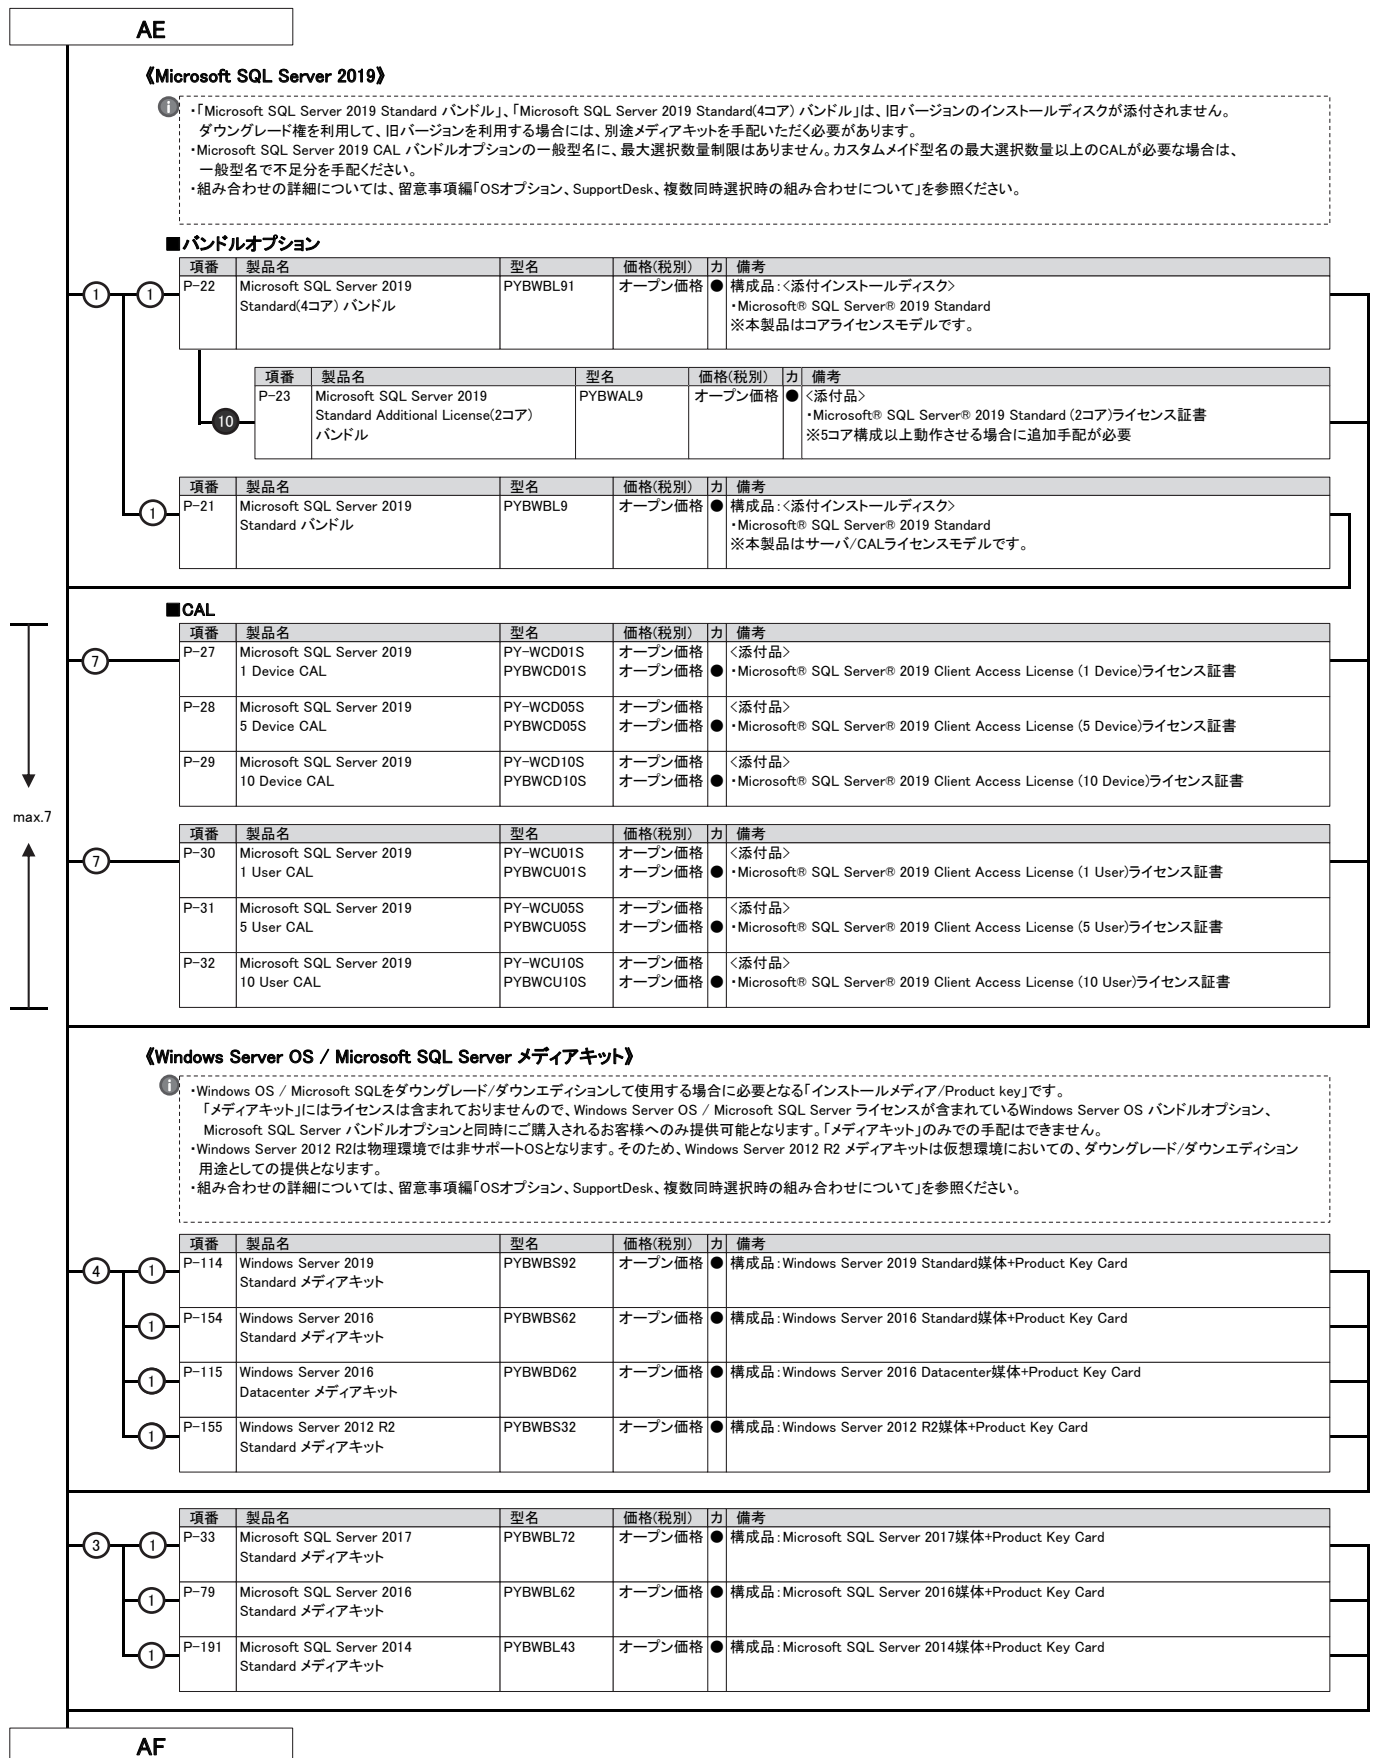 AE
《Microsoft SQL Server 2019》
・「Microsoft SQL Server 2019 Standard バンドル」、「Microsoft SQL Server 2019 Standard(4コア) バンドル」は、旧バージョンのインストールディスクが添付されません。
ダウングレード権を利用して、旧バージョンを利用する場合には、別途メディアキットを手配いただく必要があります。
・Microsoft SQL Server 2019 CAL バンドルオプションの一般型名に、最大選択数量制限はありません。カスタムメイド型名の最大選択数量以上のCALが必要な場合は、
一般型名で不足分を手配ください。
・組み合わせの詳細については、留意事項編「OSオプション、SupportDesk、複数同時選択時の組み合わせについて」を参照ください。
■バンドルオプション
項番 製品名 型名 価格(税別) カ 備考
1 1 P-22 Microsoft SQL Server 2019 PYBWBL91 オープン価格 ● 構成品:<添付インストールディスク>
Standard(4コア) バンドル ・Microsoft® SQL Server® 2019 Standard
※本製品はコアライセンスモデルです。
項番 製品名 型名 価格(税別) カ 備考
P-23 Microsoft SQL Server 2019 PYBWAL9 オープン価格 ● <添付品>
10 Standard Additional License(2コア) ・Microsoft® SQL Server® 2019 Standard (2コア)ライセンス証書
バンドル ※5コア構成以上動作させる場合に追加手配が必要
項番 製品名 型名 価格(税別) カ 備考
1 P-21 Microsoft SQL Server 2019 PYBWBL9 オープン価格 ● 構成品:<添付インストールディスク>
Standard バンドル ・Microsoft® SQL Server® 2019 Standard
※本製品はサーバ/CALライセンスモデルです。
■CAL
項番 製品名 型名 価格(税別) カ 備考
7 P-27 Microsoft SQL Server 2019 PY-WCD01S オープン価格 <添付品>
1 Device CAL PYBWCD01S オープン価格 ● ・Microsoft® SQL Server® 2019 Client Access License (1 Device)ライセンス証書
P-28 Microsoft SQL Server 2019 PY-WCD05S オープン価格 <添付品>
5 Device CAL PYBWCD05S オープン価格 ● ・Microsoft® SQL Server® 2019 Client Access License (5 Device)ライセンス証書
P-29 Microsoft SQL Server 2019 PY-WCD10S オープン価格 <添付品>
10 Device CAL PYBWCD10S オープン価格 ● ・Microsoft® SQL Server® 2019 Client Access License (10 Device)ライセンス証書
max.7
項番 製品名 型名 価格(税別) カ 備考
7 P-30 Microsoft SQL Server 2019 PY-WCU01S オープン価格 <添付品>
1 User CAL PYBWCU01S オープン価格 ● ・Microsoft® SQL Server® 2019 Client Access License (1 User)ライセンス証書
P-31 Microsoft SQL Server 2019 PY-WCU05S オープン価格 <添付品>
5 User CAL PYBWCU05S オープン価格 ● ・Microsoft® SQL Server® 2019 Client Access License (5 User)ライセンス証書
P-32 Microsoft SQL Server 2019 PY-WCU10S オープン価格 <添付品>
10 User CAL PYBWCU10S オープン価格 ● ・Microsoft® SQL Server® 2019 Client Access License (10 User)ライセンス証書
《Windows Server OS / Microsoft SQL Server メディアキット》
・Windows OS / Microsoft SQLをダウングレード/ダウンエディションして使用する場合に必要となる「インストールメディア/Product key」です。
「メディアキット」にはライセンスは含まれておりませんので、Windows Server OS / Microsoft SQL Server ライセンスが含まれているWindows Server OS バンドルオプション、
Microsoft SQL Server バンドルオプションと同時にご購入されるお客様へのみ提供可能となります。「メディアキット」のみでの手配はできません。
・Windows Server 2012 R2は物理環境では非サポートOSとなります。そのため、Windows Server 2012 R2 メディアキットは仮想環境においての、ダウングレード/ダウンエディション
用途としての提供となります。
・組み合わせの詳細については、留意事項編「OSオプション、SupportDesk、複数同時選択時の組み合わせについて」を参照ください。
項番 製品名 型名 価格(税別) カ 備考
4 1 P-114 Windows Server 2019 PYBWBS92 オープン価格 ● 構成品:Windows Server 2019 Standard媒体+Product Key Card
Standard メディアキット
1 P-154 Windows Server 2016 PYBWBS62 オープン価格 ● 構成品:Windows Server 2016 Standard媒体+Product Key Card
Standard メディアキット
1 P-115 Windows Server 2016 PYBWBD62 オープン価格 ● 構成品:Windows Server 2016 Datacenter媒体+Product Key Card
Datacenter メディアキット
1 P-155 Windows Server 2012 R2 PYBWBS32 オープン価格 ● 構成品:Windows Server 2012 R2媒体+Product Key Card
Standard メディアキット
項番 製品名 型名 価格(税別) カ 備考
3 1 P-33 Microsoft SQL Server 2017 PYBWBL72 オープン価格 ● 構成品:Microsoft SQL Server 2017媒体+Product Key Card
Standard メディアキット
1 P-79 Microsoft SQL Server 2016 PYBWBL62 オープン価格 ● 構成品:Microsoft SQL Server 2016媒体+Product Key Card
Standard メディアキット
1 P-191 Microsoft SQL Server 2014 PYBWBL43 オープン価格 ● 構成品:Microsoft SQL Server 2014媒体+Product Key Card
Standard メディアキット
AF